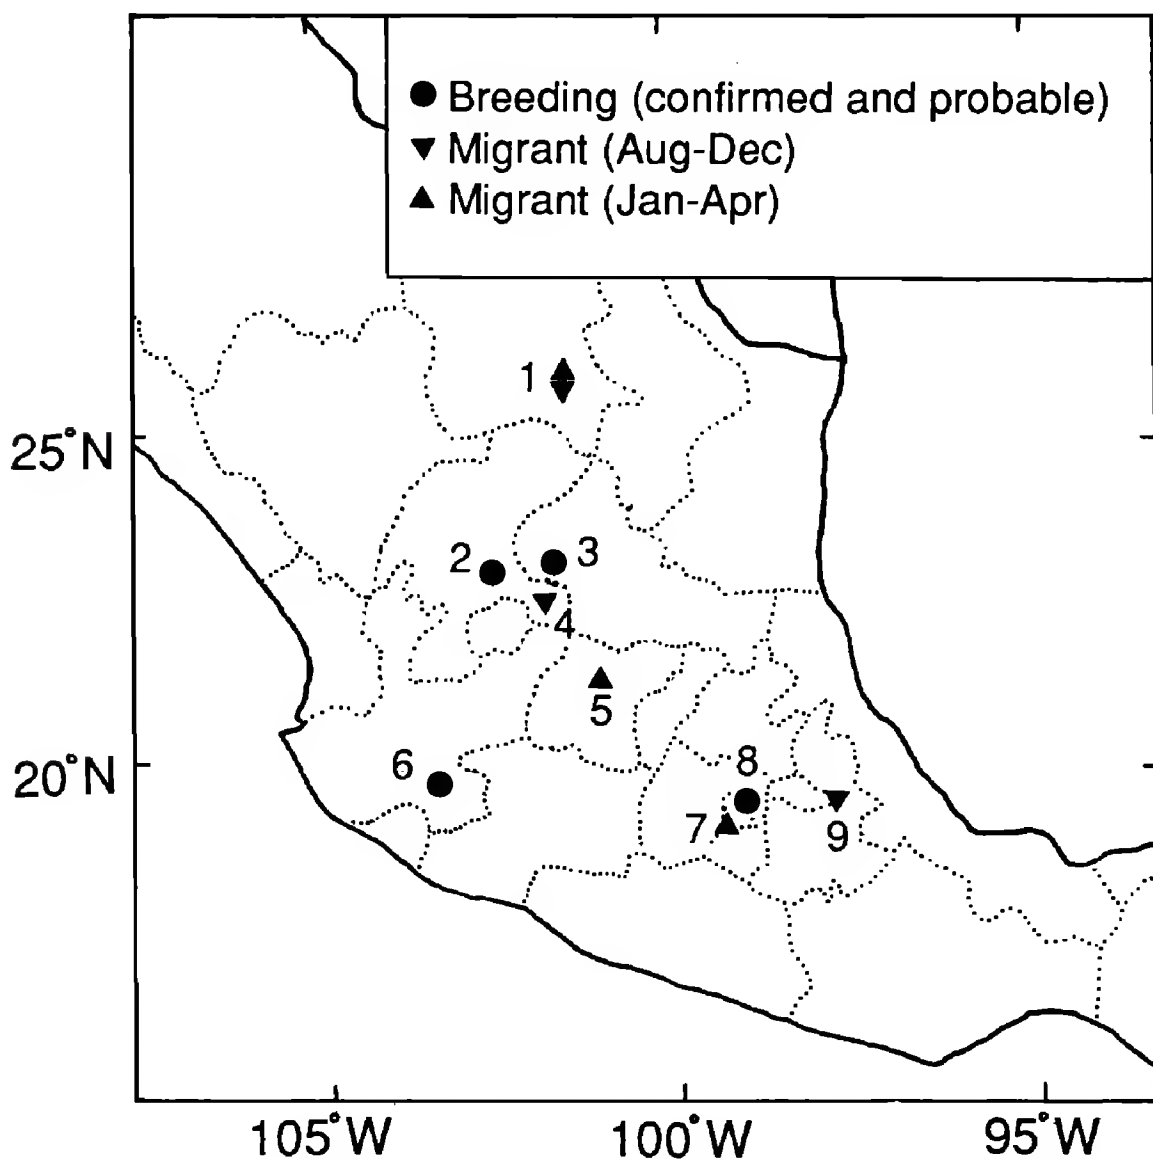 Breeding (confirmed and probable)
Migrant (Aug-Dec)
Migrant (Jan-Apr)
1
25°N
2
3
4
5
6
8
20°N
7
9
105°W
100°W
95°W